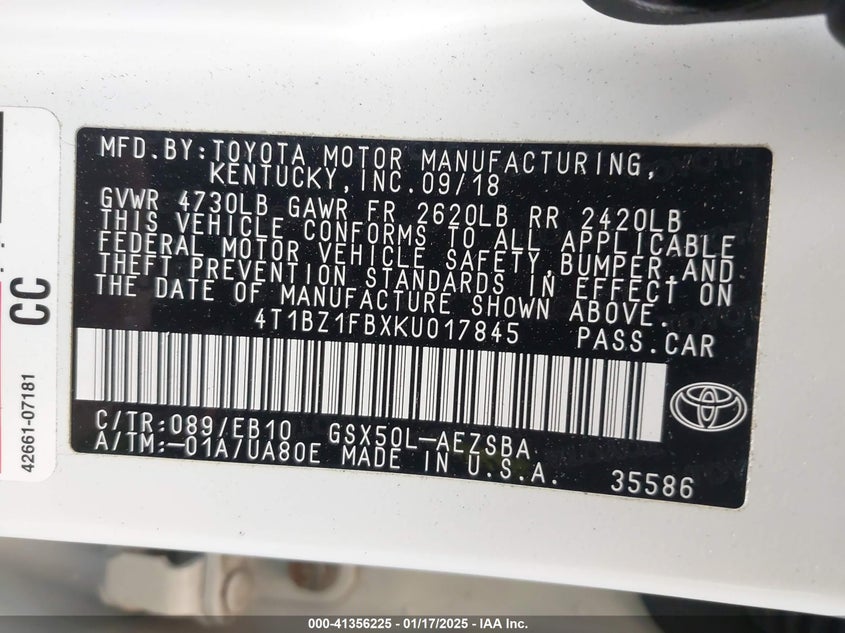 MFD.BY:TOYOTA MOTOR MANUFACTURING,
KENTUCKY,INC.09/18
GVWR 4730LB GAWR FR 2620LB RR 2420LB
THIS VEHICLE CONFORMS TO ALL APPLICABLE
FEDERAL MOTOR VEHICLE SAFETY,BUMPER,AND
THEFT PREVENTION STANDARDS IN EFFECT ON
THE DATE OF MANUFACTURE SHOWN ABOVE.
4T1BZ1FBXKU017845 PASS.CAR
C/TR:089/EB10 GSX50L-AEZSBA
A/TM:-01A/UA80E MADE IN U.S.A. 35586
CC
42661-07181
000-41356225 - 01/17/2025 - IAA Inc.